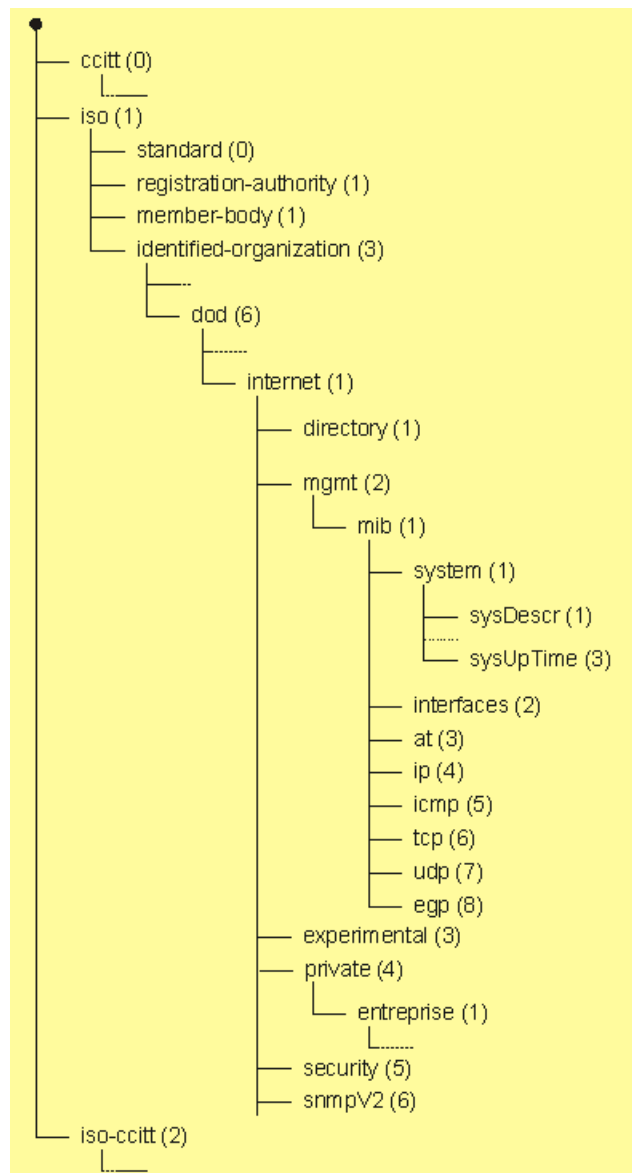 ccitt (0)
iso (1)
standard (0)
registration-authority (1)
member-body (1)
identified-organization (3)
dod (6)
internet (1)
directory (1)
mgmt (2)
mib (1)
system (1)
sysDescr (1)
sysUpTime (3)
interfaces (2)
at (3)
ip (4)
icmp (5)
tcp (6)
udp (7)
egp (8)
experimental (3)
private (4)
entreprise (1)
security (5)
snmpV2 (6)
iso-ccitt (2)